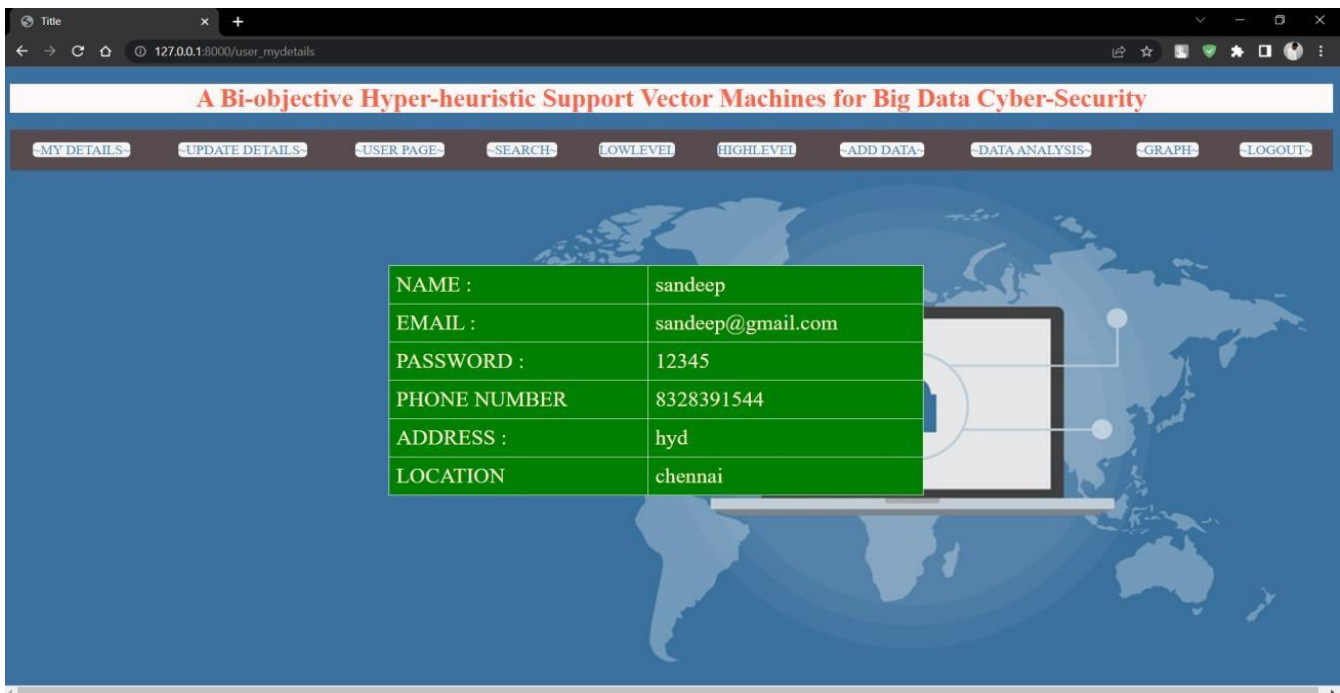 Title
127.0.0.1:8000/user_mydetails
A Bi-objective Hyper-heuristic Support Vector Machines for Big Data Cyber-Security
~MY DETAILS~ ~UPDATE DETAILS~ ~USER PAGE~ ~SEARCH~ LOWLEVEL HIGHLEVEL ~ADD DATA~ ~DATA ANALYSIS~ ~GRAPH~ ~LOGOUT~
NAME : sandeep
EMAIL : sandeep@gmail.com
PASSWORD : 12345
PHONE NUMBER 8328391544
ADDRESS : hyd
LOCATION chennai